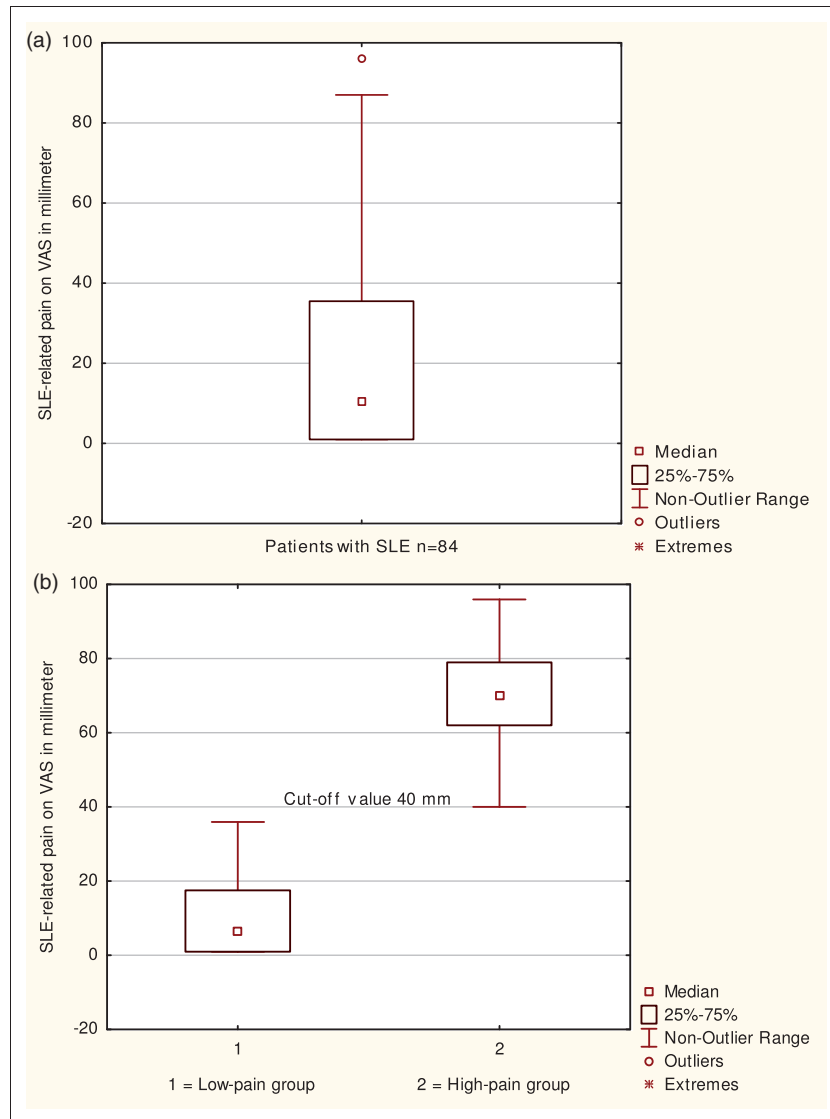 (a)
100
80
60
40
20
0
-20
SLE-related pain on VAS in millimeter
Patients with SLE n=84
Median
25%-75%
Non-Outlier Range
Outliers
Extremes
(b)
100
80
60
40
20
0
-20
SLE-related pain on VAS in millimeter
Cut-off value 40 mm
1 2
1 = Low-pain group 2 = High-pain group
Median
25%-75%
Non-Outlier Range
Outliers
Extremes